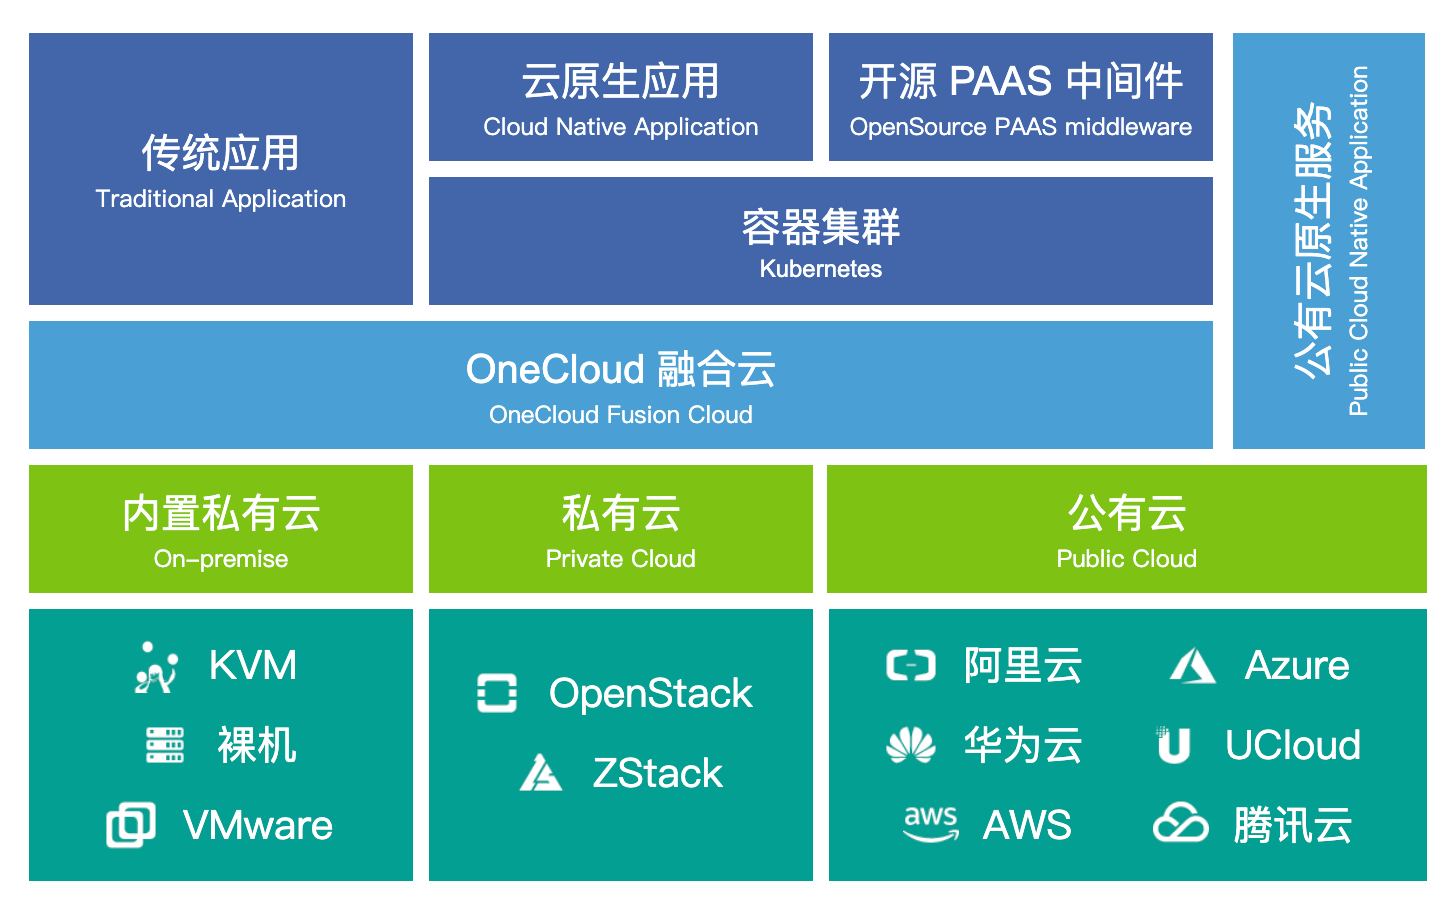 传统应用
Traditional Application
云原生应用
Cloud Native Application
开源 PAAS 中间件
OpenSource PAAS middleware
容器集群
Kubernetes
公有云原生服务
Public Cloud Native Application
OneCloud 融合云
OneCloud Fusion Cloud
内置私有云
On-premise
私有云
Private Cloud
公有云
Public Cloud
KVM
裸机
VMware
OpenStack
ZStack
阿里云
Azure
华为云
UCloud
aws AWS
腾讯云